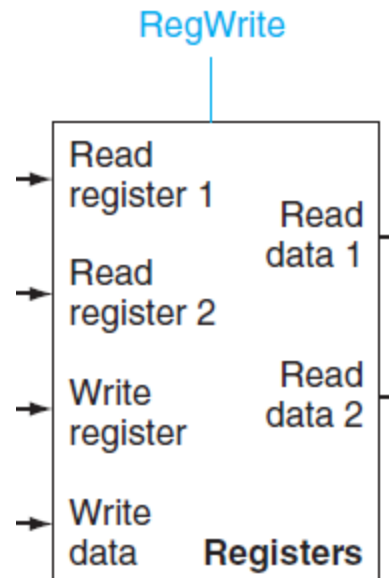 RegWrite
Read
register 1
Read
data 1
Read
register 2
Read
data 2
Write
register
Write
data
Registers